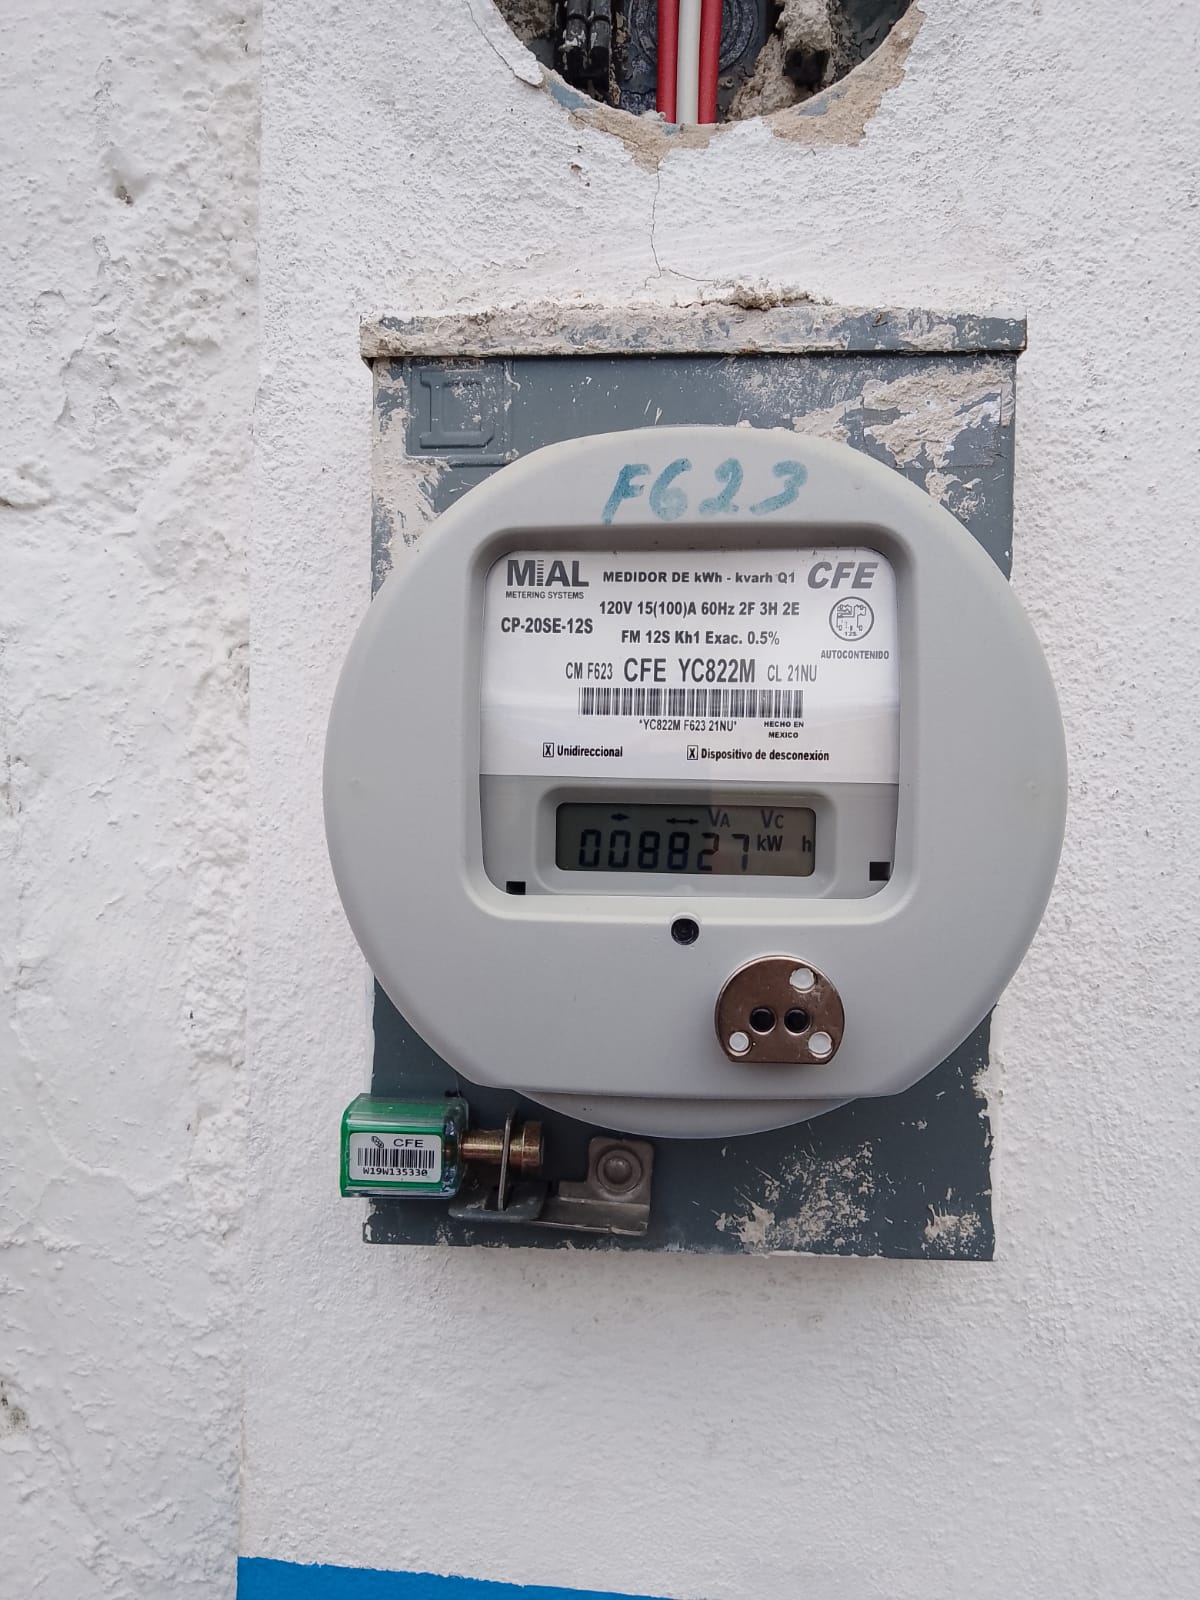 F623
MIAL
METERING SYSTEMS
MEDIDOR DE kWh - kvarh Q1
CFE
120V 15(100)A 60Hz 2F 3H 2E
CP-20SE-12S
FM 12S Kh1 Exac. 0.5%
12S
AUTOCONTENIDO
CM F623 CFE YC822M CL 21NU
*YC822M F623 21NU*
HECHO EN
MEXICO
X Unidireccional
X Dispositivo de desconexión
VA VC
008827 kW h
CFE
W19W135330